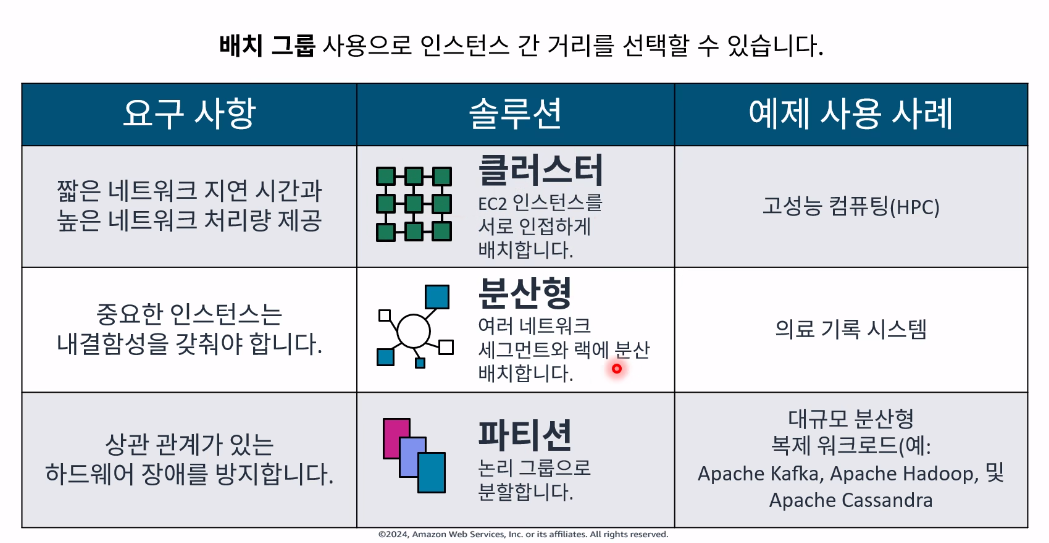 배치 그룹 사용으로 인스턴스 간 거리를 선택할 수 있습니다.
요구 사항
솔루션
예제 사용 사례
짧은 네트워크 지연 시간과
높은 네트워크 처리량 제공
클러스터
EC2 인스턴스를
서로 인접하게
배치합니다.
고성능 컴퓨팅(HPC)
중요한 인스턴스는
내결함성을 갖춰야 합니다.
분산형
여러 네트워크
세그먼트와 랙에 분산
배치합니다.
의료 기록 시스템
상관 관계가 있는
하드웨어 장애를 방지합니다.
파티션
논리 그룹으로
분할합니다.
대규모 분산형
복제 워크로드(예:
Apache Kafka, Apache Hadoop, 및
Apache Cassandra
©2024, Amazon Web Services, Inc. or its affiliates. All rights reserved.